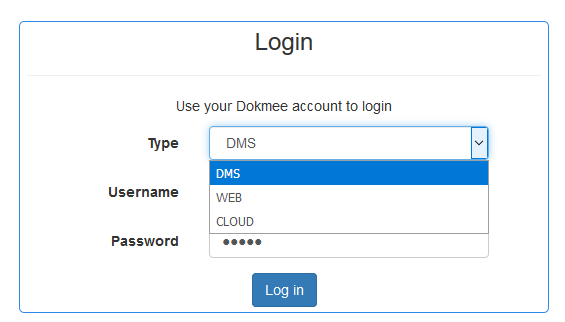 Login
Use your Dokmee account to login
Type DMS
DMS
Username
WEB
CLOUD
Password ●●●●●
Log in